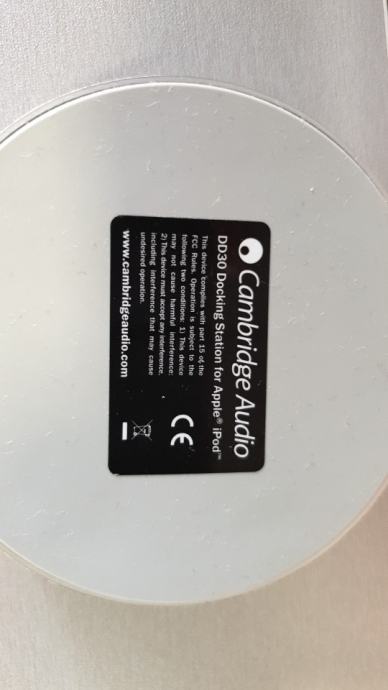 Cambridge Audio
DD30 Docking Station for Apple® iPod™
This device complies with part 15 of the
FCC Rules. Operation is subject to the
following two conditions: 1) This device
may not cause harmful interference:
2) This device must accept any interference,
including interference that may cause
undesired operation.
CE
www.cambridgeaudio.com